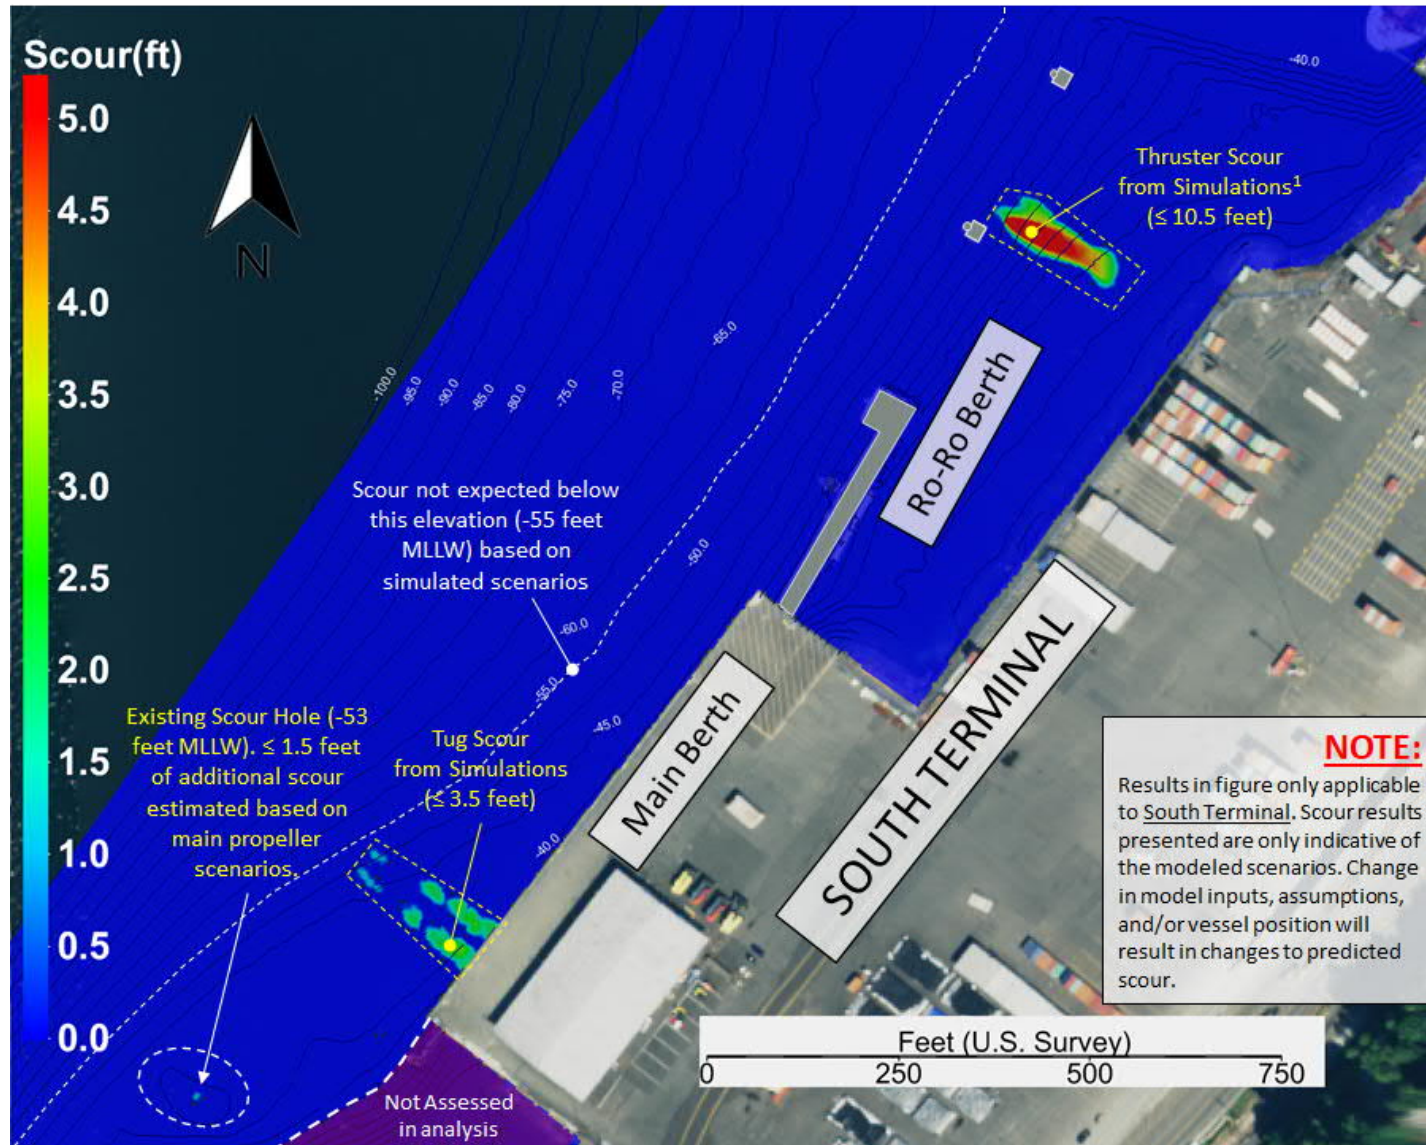 Scour(ft)
5.0
4.5
4.0
3.5
3.0
2.5
2.0
1.5
1.0
0.5
0.0
N
-40.0
Thruster Scour
from Simulations¹
(≤ 10.5 feet)
-65.0
-100.0
-95.0
-90.0
-85.0
-80.0
-75.0
-70.0
Ro-Ro Berth
Scour not expected below
this elevation (-55 feet
MLLW) based on
simulated scenarios
-50.0
-60.0
-55.0
-45.0
-40.0
Existing Scour Hole (-53
feet MLLW). ≤ 1.5 feet
of additional scour
estimated based on
main propeller
scenarios.
Tug Scour
from Simulations
(≤ 3.5 feet)
Main Berth
SOUTH TERMINAL
NOTE:
Results in figure only applicable
to South Terminal. Scour results
presented are only indicative of
the modeled scenarios. Change
in model inputs, assumptions,
and/or vessel position will
result in changes to predicted
scour.
Feet (U.S. Survey)
0 250 500 750
Not Assessed
in analysis